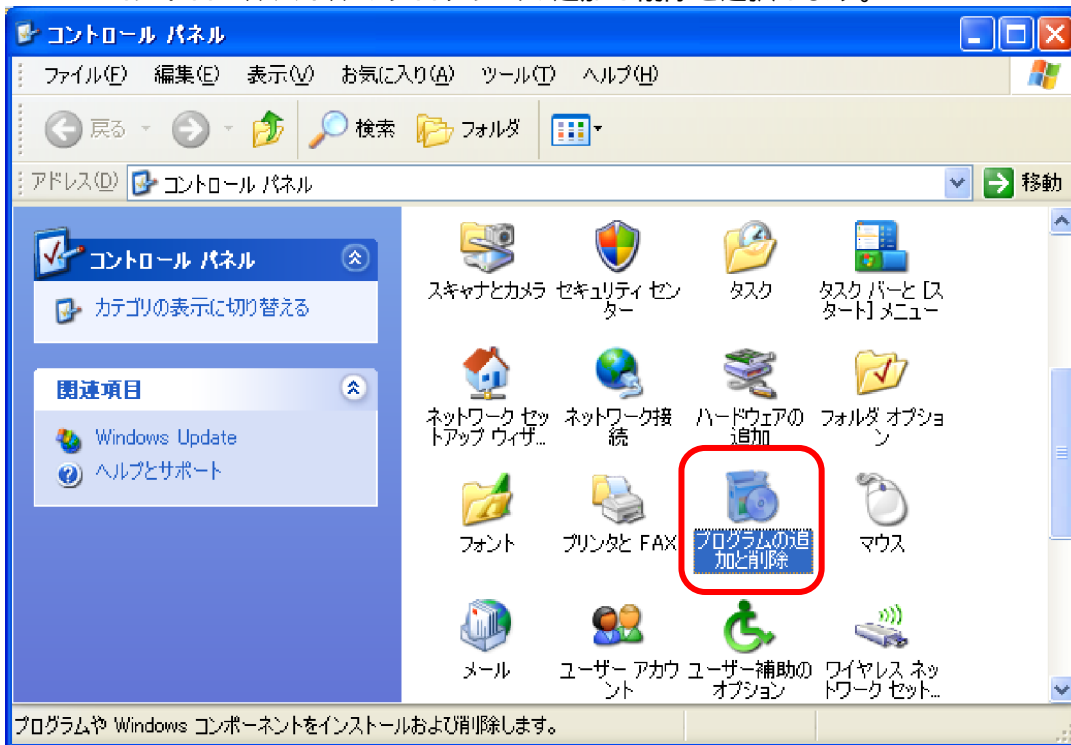 コントロール パネル
ファイル(F) 編集(E) 表示(V) お気に入り(A) ツール(T) ヘルプ(H)
戻る 検索 フォルダ
アドレス(D) コントロール パネル 移動
コントロール パネル
カテゴリの表示に切り替える
関連項目
Windows Update
ヘルプとサポート
スキャナとカメラ セキュリティ セン タスク タスク バーと [ス
ター タート] メニュー
ネットワーク セッ ネットワーク接 ハードウェアの フォルダ オプショ
トアップ ウィザ... 続 追加 ン
フォント プリンタと FAX プログラムの追 マウス
加と削除
メール ユーザー アカウ ユーザー補助の ワイヤレス ネッ
ント オプション トワーク セット...
プログラムや Windows コンポーネントをインストールおよび削除します。